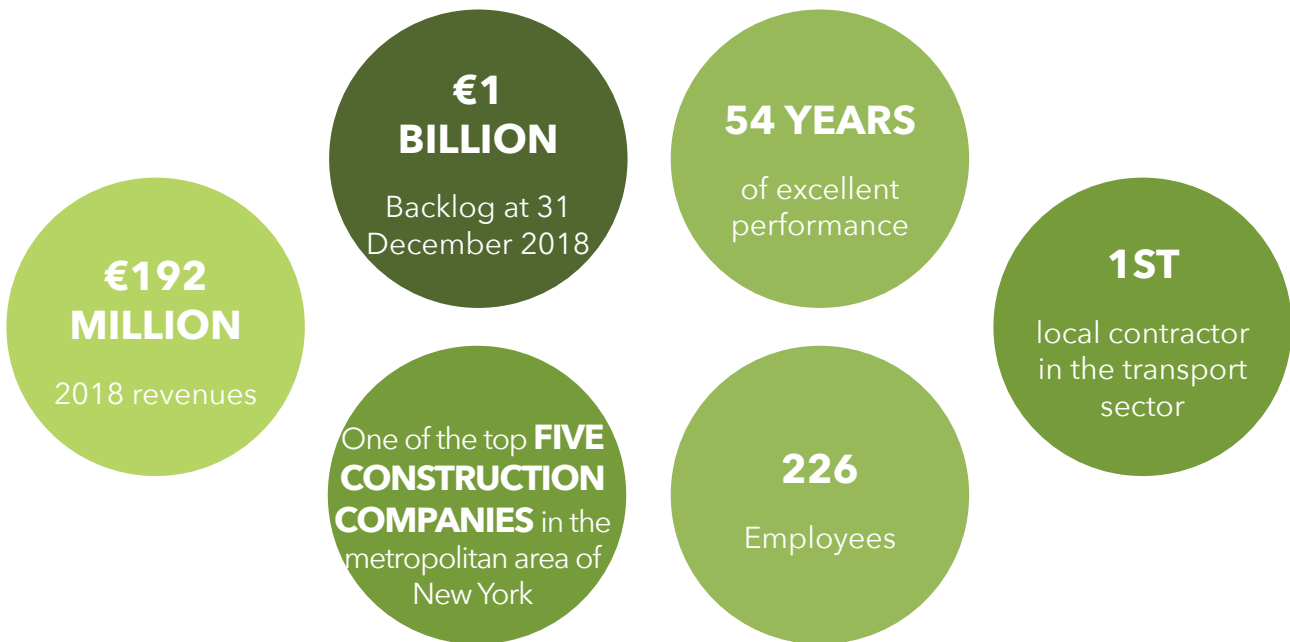 €1
BILLION
Backlog at 31
December 2018
54 YEARS
of excellent
performance
€192
MILLION
2018 revenues
1ST
local contractor
in the transport
sector
One of the top FIVE
CONSTRUCTION
COMPANIES in the
metropolitan area of
New York
226
Employees